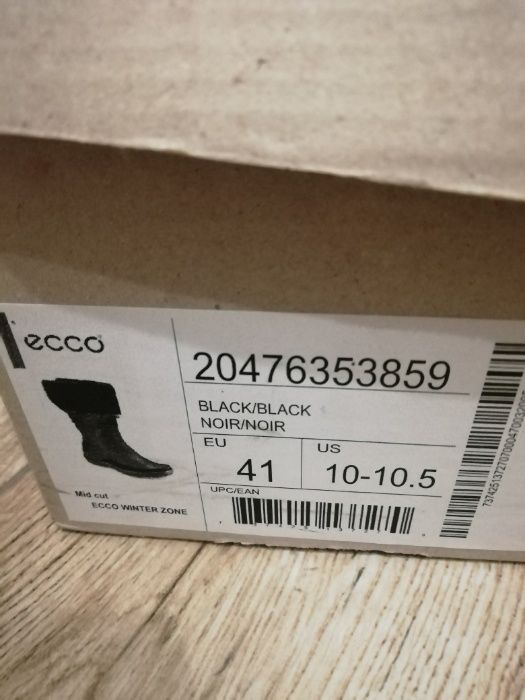 ecco
20476353859
BLACK/BLACK
NOIR/NOIR
EU
41
US
10-10.5
UPC/EAN
Mid cut
ECCO WINTER ZONE